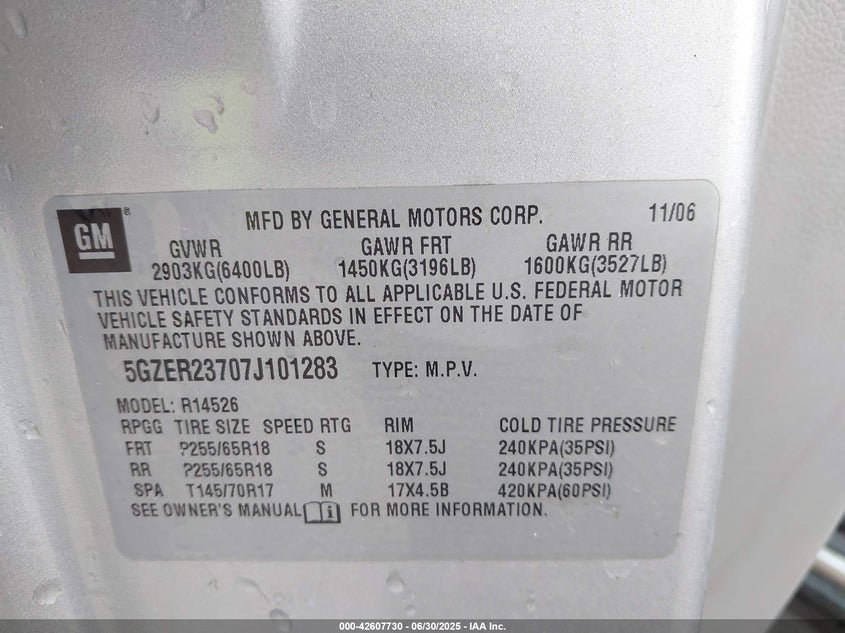 GM® MFD BY GENERAL MOTORS CORP. 11/06
GVWR GAWR FRT GAWR RR
2903KG(6400LB) 1450KG(3196LB) 1600KG(3527LB)
THIS VEHICLE CONFORMS TO ALL APPLICABLE U.S. FEDERAL MOTOR
VEHICLE SAFETY STANDARDS IN EFFECT ON THE DATE OF
MANUFACTURE SHOWN ABOVE.
5GZER23707J101283 TYPE: M.P.V.
MODEL: R14526
RPGG TIRE SIZE SPEED RTG RIM COLD TIRE PRESSURE
FRT P255/65R18 S 18X7.5J 240KPA(35PSI)
RR P255/65R18 S 18X7.5J 240KPA(35PSI)
SPA T145/70R17 M 17X4.5B 420KPA(60PSI)
SEE OWNER'S MANUAL i FOR MORE INFORMATION.
000-42607730 - 06/30/2025 - IAA Inc.